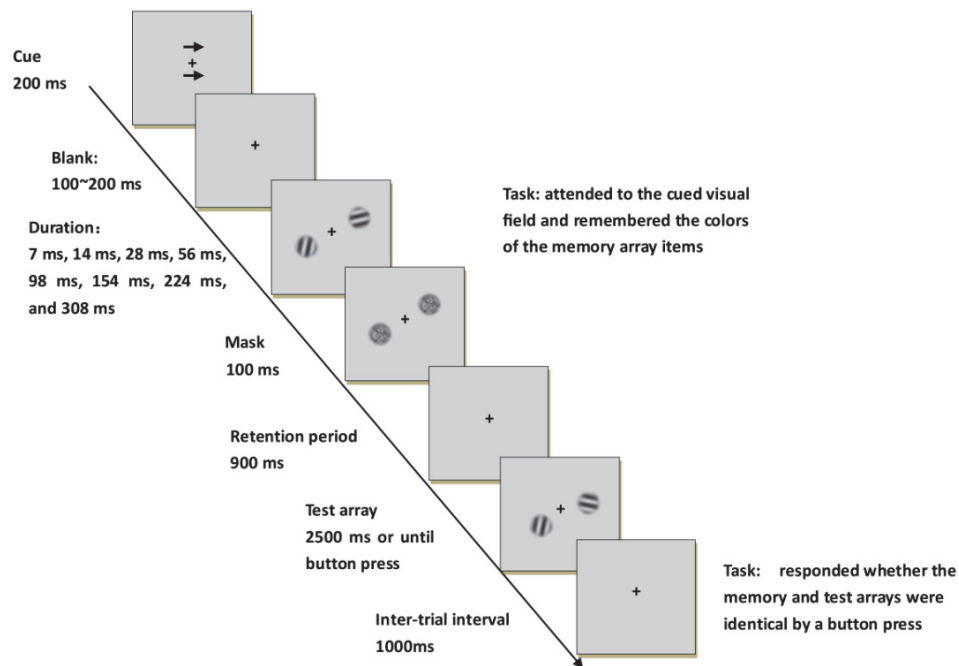 Cue
200 ms
Blank:
100~200 ms
Duration：
7 ms, 14 ms, 28 ms, 56 ms,
98 ms, 154 ms, 224 ms,
and 308 ms
Task: attended to the cued visual
field and remembered the colors
of the memory array items
Mask
100 ms
Retention period
900 ms
Test array
2500 ms or until
button press
Inter-trial interval
1000ms
Task: responded whether the
memory and test arrays were
identical by a button press